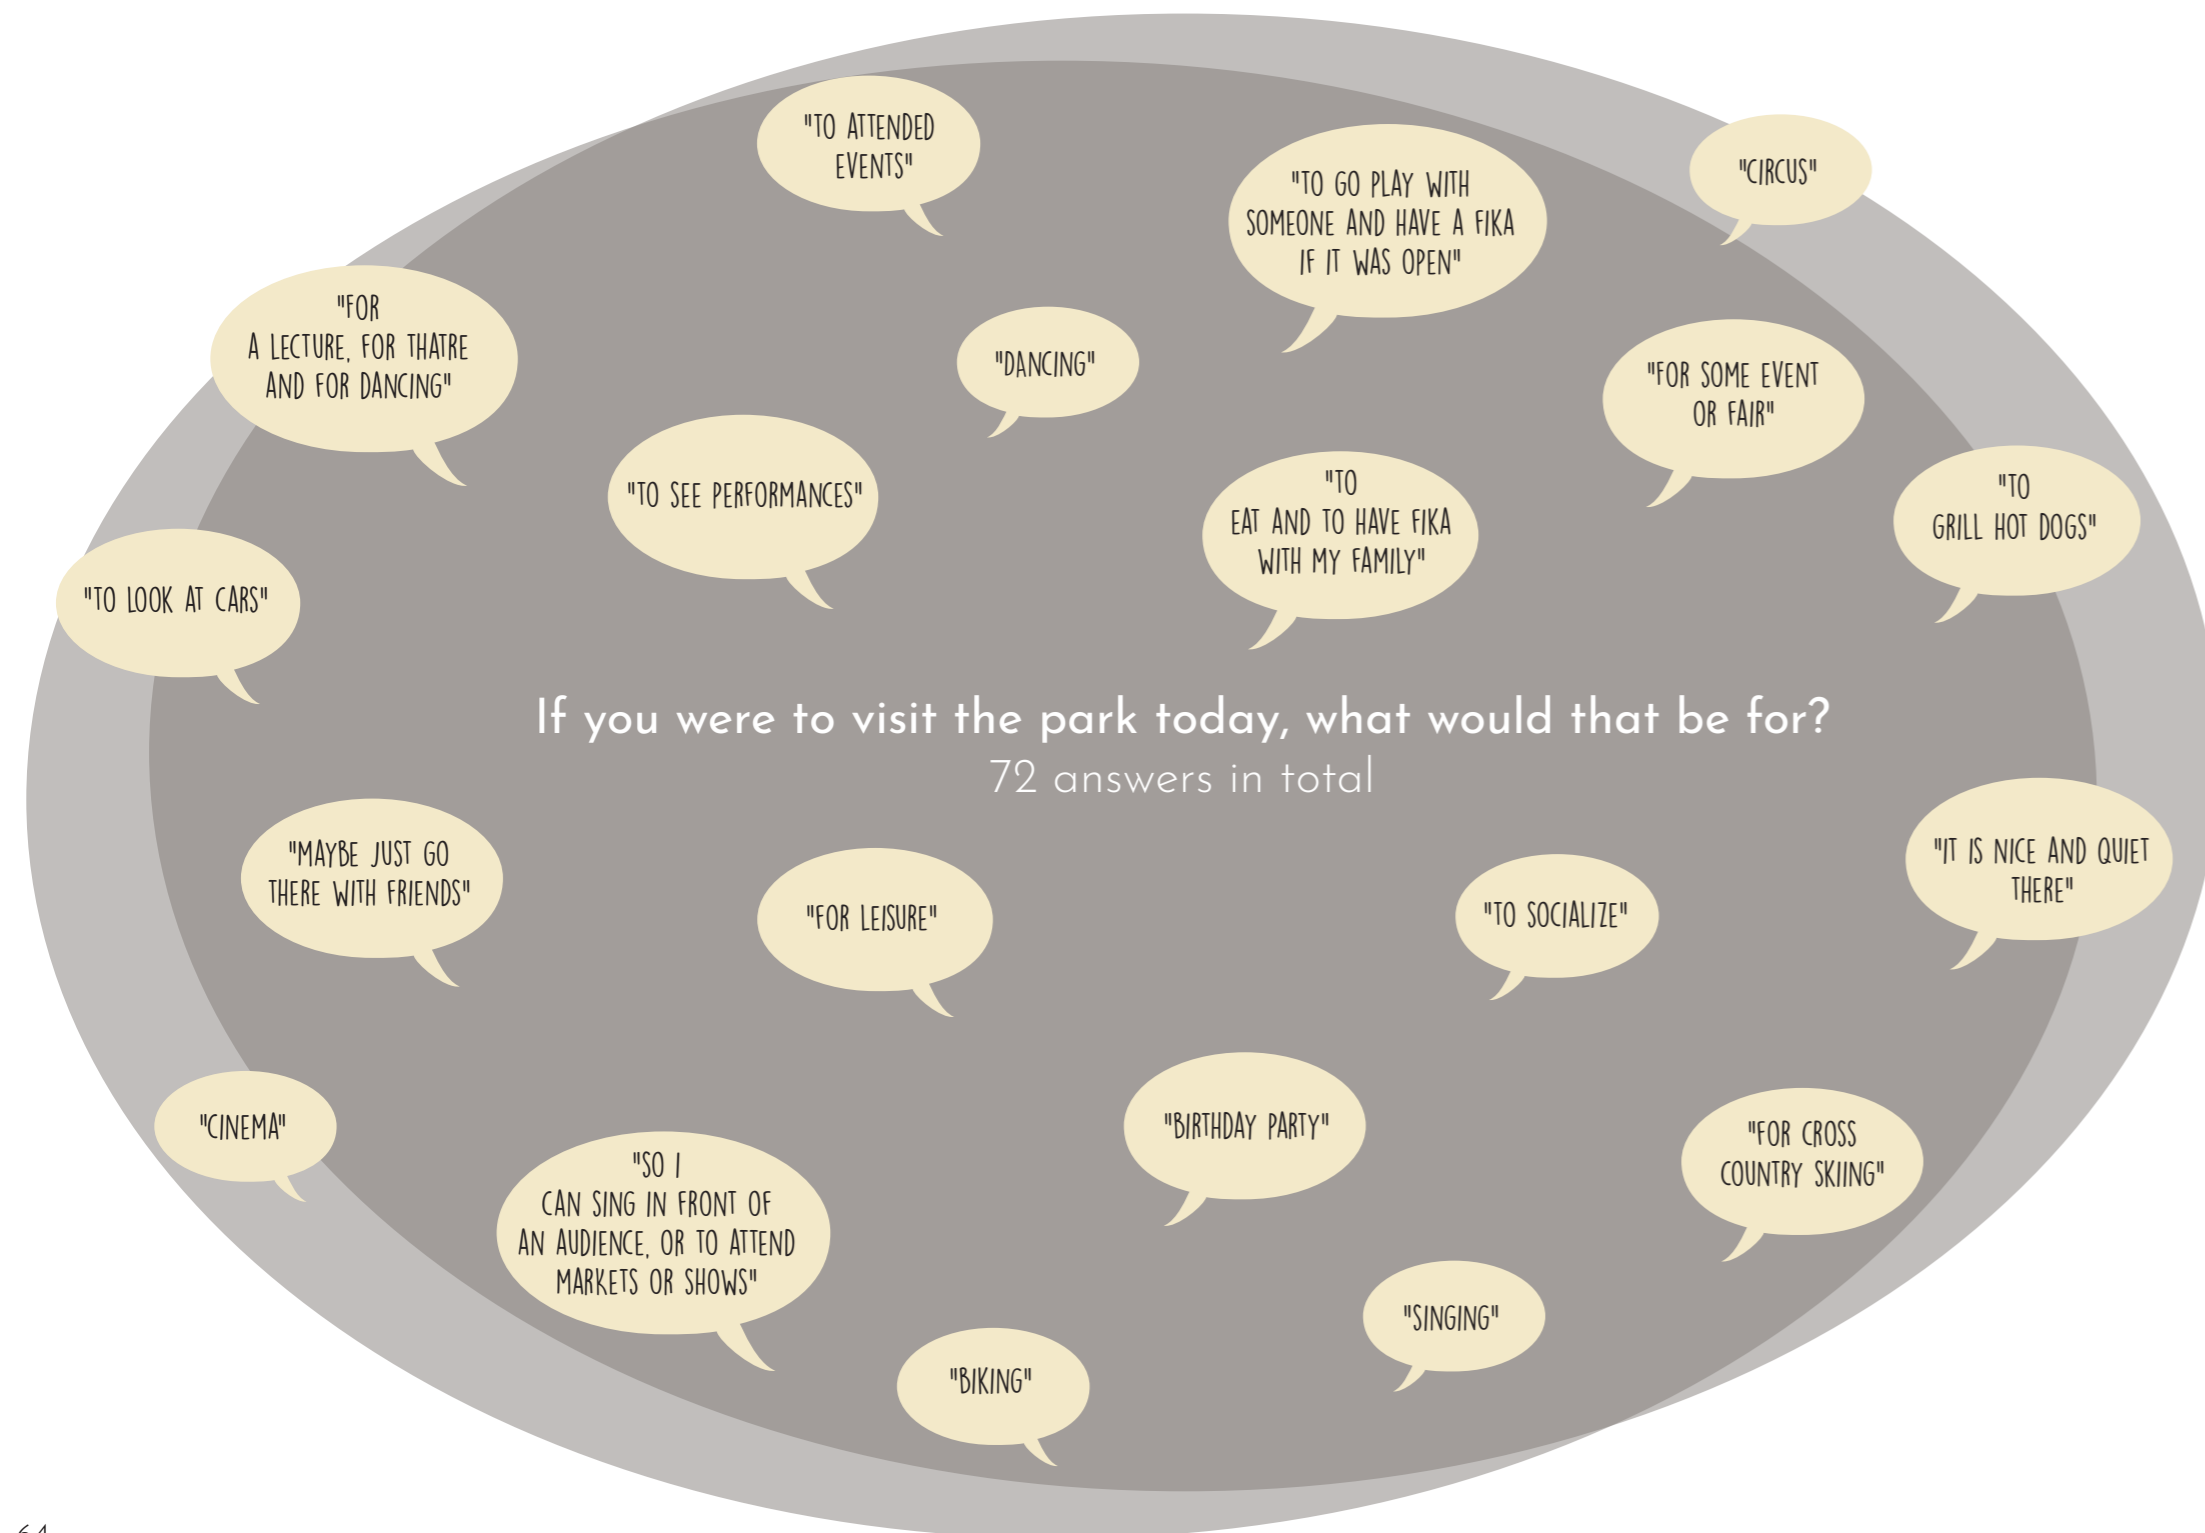 "TO ATTENDED
EVENTS"
"TO GO PLAY WITH
SOMEONE AND HAVE A FIKA
IF IT WAS OPEN"
"CIRCUS"
"FOR
A LECTURE, FOR THATRE
AND FOR DANCING"
"DANCING"
"FOR SOME EVENT
OR FAIR"
"TO SEE PERFORMANCES"
"TO
EAT AND TO HAVE FIKA
WITH MY FAMILY"
"TO
GRILL HOT DOGS"
"TO LOOK AT CARS"
If you were to visit the park today, what would that be for?
72 answers in total
"MAYBE JUST GO
THERE WITH FRIENDS"
"FOR LEISURE"
"TO SOCIALIZE"
"IT IS NICE AND QUIET
THERE"
"CINEMA"
"SO I
CAN SING IN FRONT OF
AN AUDIENCE, OR TO ATTEND
MARKETS OR SHOWS"
"BIRTHDAY PARTY"
"FOR CROSS
COUNTRY SKIING"
"SINGING"
"BIKING"